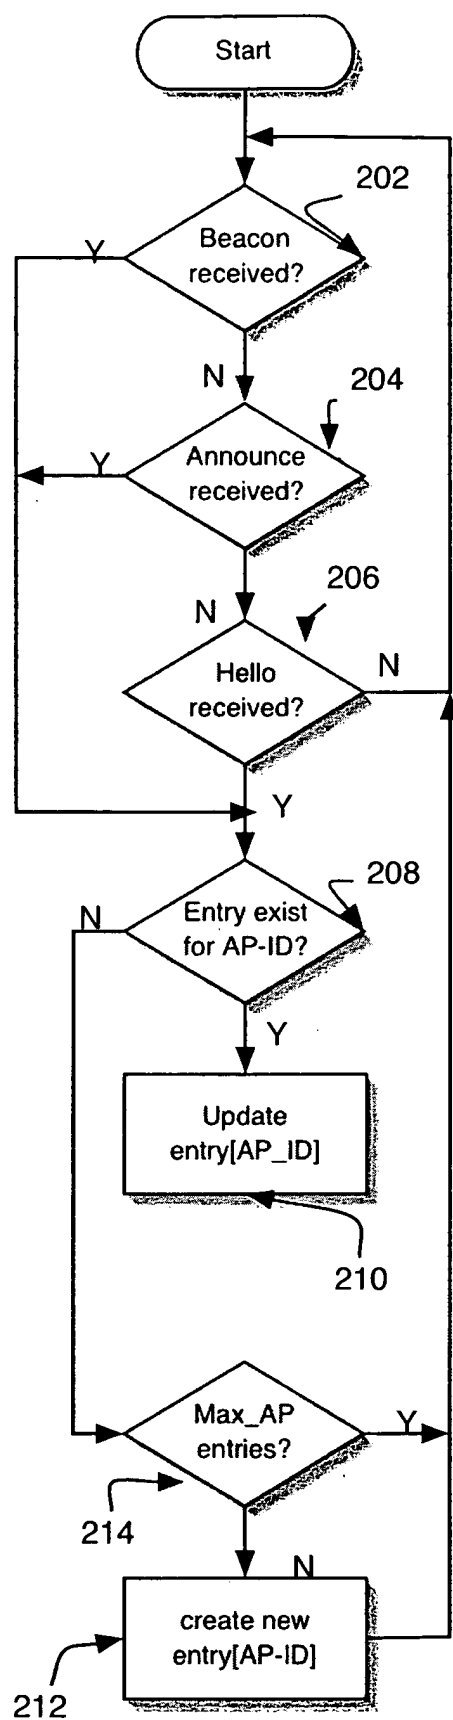 Start
202
Y
Beacon
received?
N
204
Y
Announce
received?
206
N
Hello
received?
N
Y
208
N
Entry exist
for AP-ID?
Y
Update
entry[AP_ID]
210
Max_AP
entries?
Y
214
N
create new
entry[AP-ID]
212